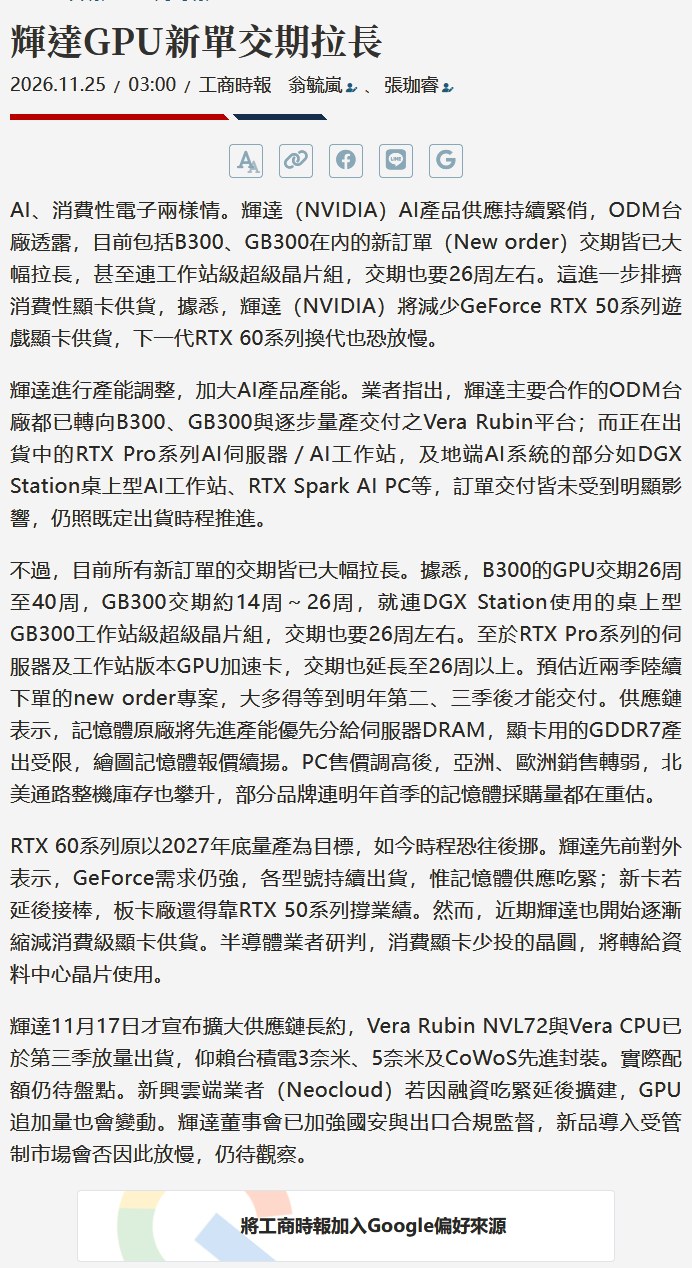 輝達GPU新單交期拉長
2026.11.25 / 03:00 / 工商時報 翁毓嵐、張珈睿
AI、消費性電子兩樣情。輝達（NVIDIA）AI產品供應持續緊俏，ODM台
廠透露，目前包括B300、GB300在內的新訂單（New order）交期皆已大
幅拉長，甚至連工作站級超級晶片組，交期也要26周左右。這進一步排擠
消費性顯卡供貨，據悉，輝達（NVIDIA）將減少GeForce RTX 50系列遊
戲顯卡供貨，下一代RTX 60系列換代也恐放慢。
輝達進行產能調整，加大AI產品產能。業者指出，輝達主要合作的ODM台
廠都已轉向B300、GB300與逐步量產交付之Vera Rubin平台；而正在出
貨中的RTX Pro系列AI伺服器／AI工作站，及地端AI系統的部分如DGX
Station桌上型AI工作站、RTX Spark AI PC等，訂單交付皆未受到明顯影
響，仍照既定出貨時程推進。
不過，目前所有新訂單的交期皆已大幅拉長。據悉，B300的GPU交期26周
至40周，GB300交期約14周～26周，就連DGX Station使用的桌上型
GB300工作站級超級晶片組，交期也要26周左右。至於RTX Pro系列的伺
服器及工作站版本GPU加速卡，交期也延長至26周以上。預估近兩季陸續
下單的new order專案，大多得等到明年第二、三季後才能交付。供應鏈
表示，記憶體原廠將先進產能優先分給伺服器DRAM，顯卡用的GDDR7產
出受限，繪圖記憶體報價續揚。PC售價調高後，亞洲、歐洲銷售轉弱，北
美通路整機庫存也攀升，部分品牌連明年首季的記憶體採購量都在重估。
RTX 60系列原以2027年底量產為目標，如今時程恐往後挪。輝達先前對外
表示，GeForce需求仍強，各型號持續出貨，惟記憶體供應吃緊；新卡若
延後接棒，板卡廠還得靠RTX 50系列撐業績。然而，近期輝達也開始逐漸
縮減消費級顯卡供貨。半導體業者研判，消費顯卡少投的晶圓，將轉給資
料中心晶片使用。
輝達11月17日才宣布擴大供應鏈長約，Vera Rubin NVL72與Vera CPU已
於第三季放量出貨，仰賴台積電3奈米、5奈米及CoWoS先進封裝。實際配
額仍待盤點。新興雲端業者（Neocloud）若因融資吃緊延後擴建，GPU
追加量也會變動。輝達董事會已加強國安與出口合規監督，新品導入受管
制市場會否因此放慢，仍待觀察。
將工商時報加入Google偏好來源